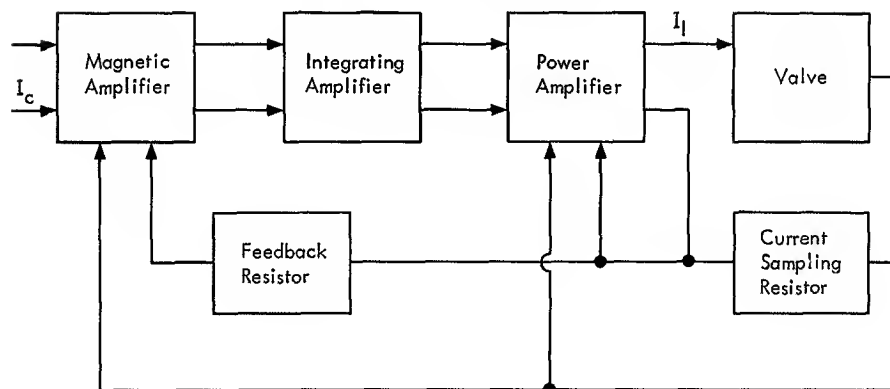 Magnetic
Amplifier
I_c
Integrating
Amplifier
Power
Amplifier
I_l
Valve
Feedback
Resistor
Current
Sampling
Resistor